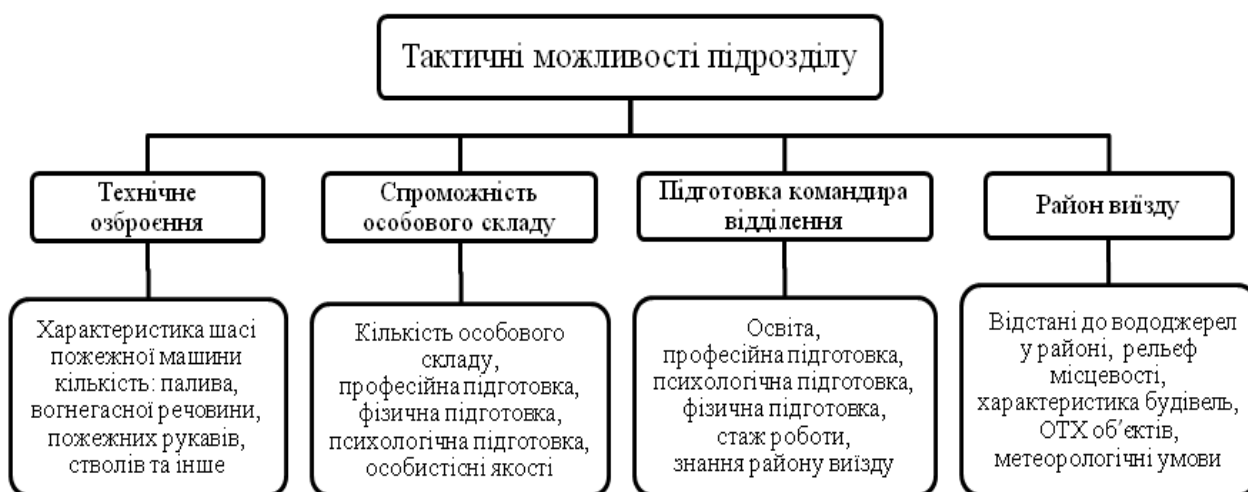 Тактичні можливості підрозділу
Технічне
озброєння
Спроможність
особового складу
Підготовка командира
відділення
Район виїзду
Характеристика шасі
пожежної машини
кількість: палива,
вогнегасної речовини,
пожежних рукавів,
стволів та інше
Кількість особового
складу,
професійна підготовка,
фізична підготовка,
психологічна підготовка,
особистісні якості
Освіта,
професійна підготовка,
психологічна підготовка,
фізична підготовка,
стаж роботи,
знання району виїзду
Відстані до вододжерел
у районі, рельєф
місцевості,
характеристика будівель,
ОТХ об′єктів,
метеорологічні умови